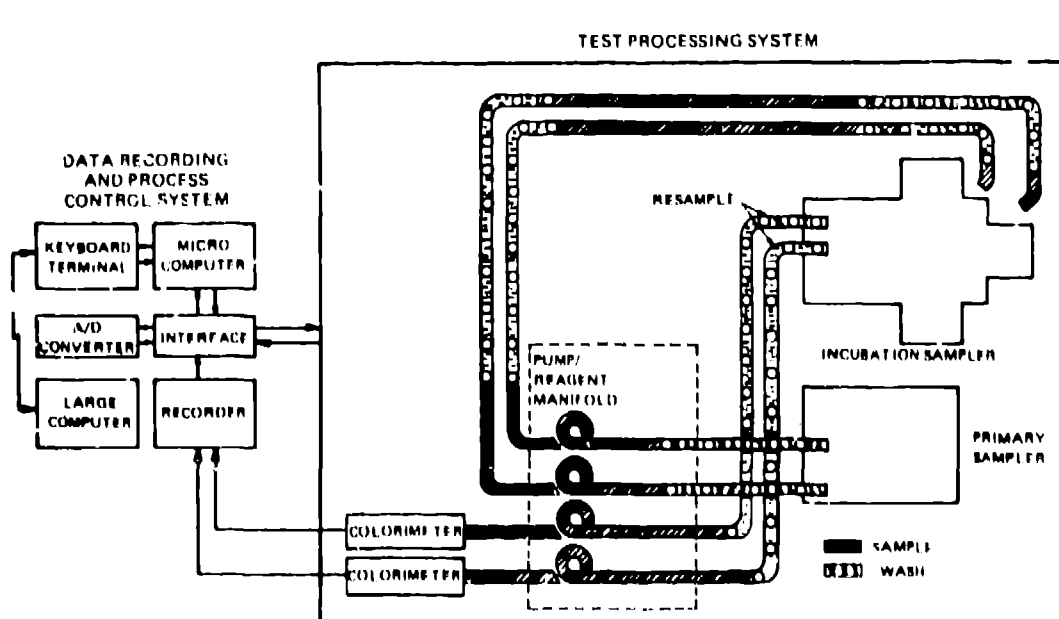 TEST PROCESSING SYSTEM
DATA RECORDING
AND PROCESS
CONTROL SYSTEM
KEYBOARD
TERMINAL
MICRO
COMPUTER
A/D
CONVERTER
INTERFACE
LARGE
COMPUTER
RECORDER
RESAMPLE
INCUBATION SAMPLER
PUMP/
REAGENT
MANIFOLD
PRIMARY
SAMPLER
COLORIMETER
COLORIMETER
SAMPLE
WASH